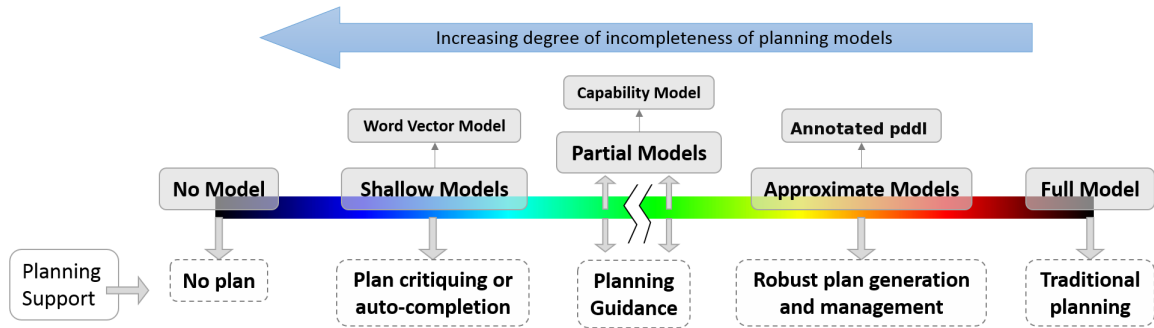 Increasing degree of incompleteness of planning models
Capability Model
Word Vector Model
Annotated pddl
Partial Models
No Model
Shallow Models
Approximate Models
Full Model
Planning
Support
No plan
Plan critiquing or
auto-completion
Planning
Guidance
Robust plan generation
and management
Traditional
planning